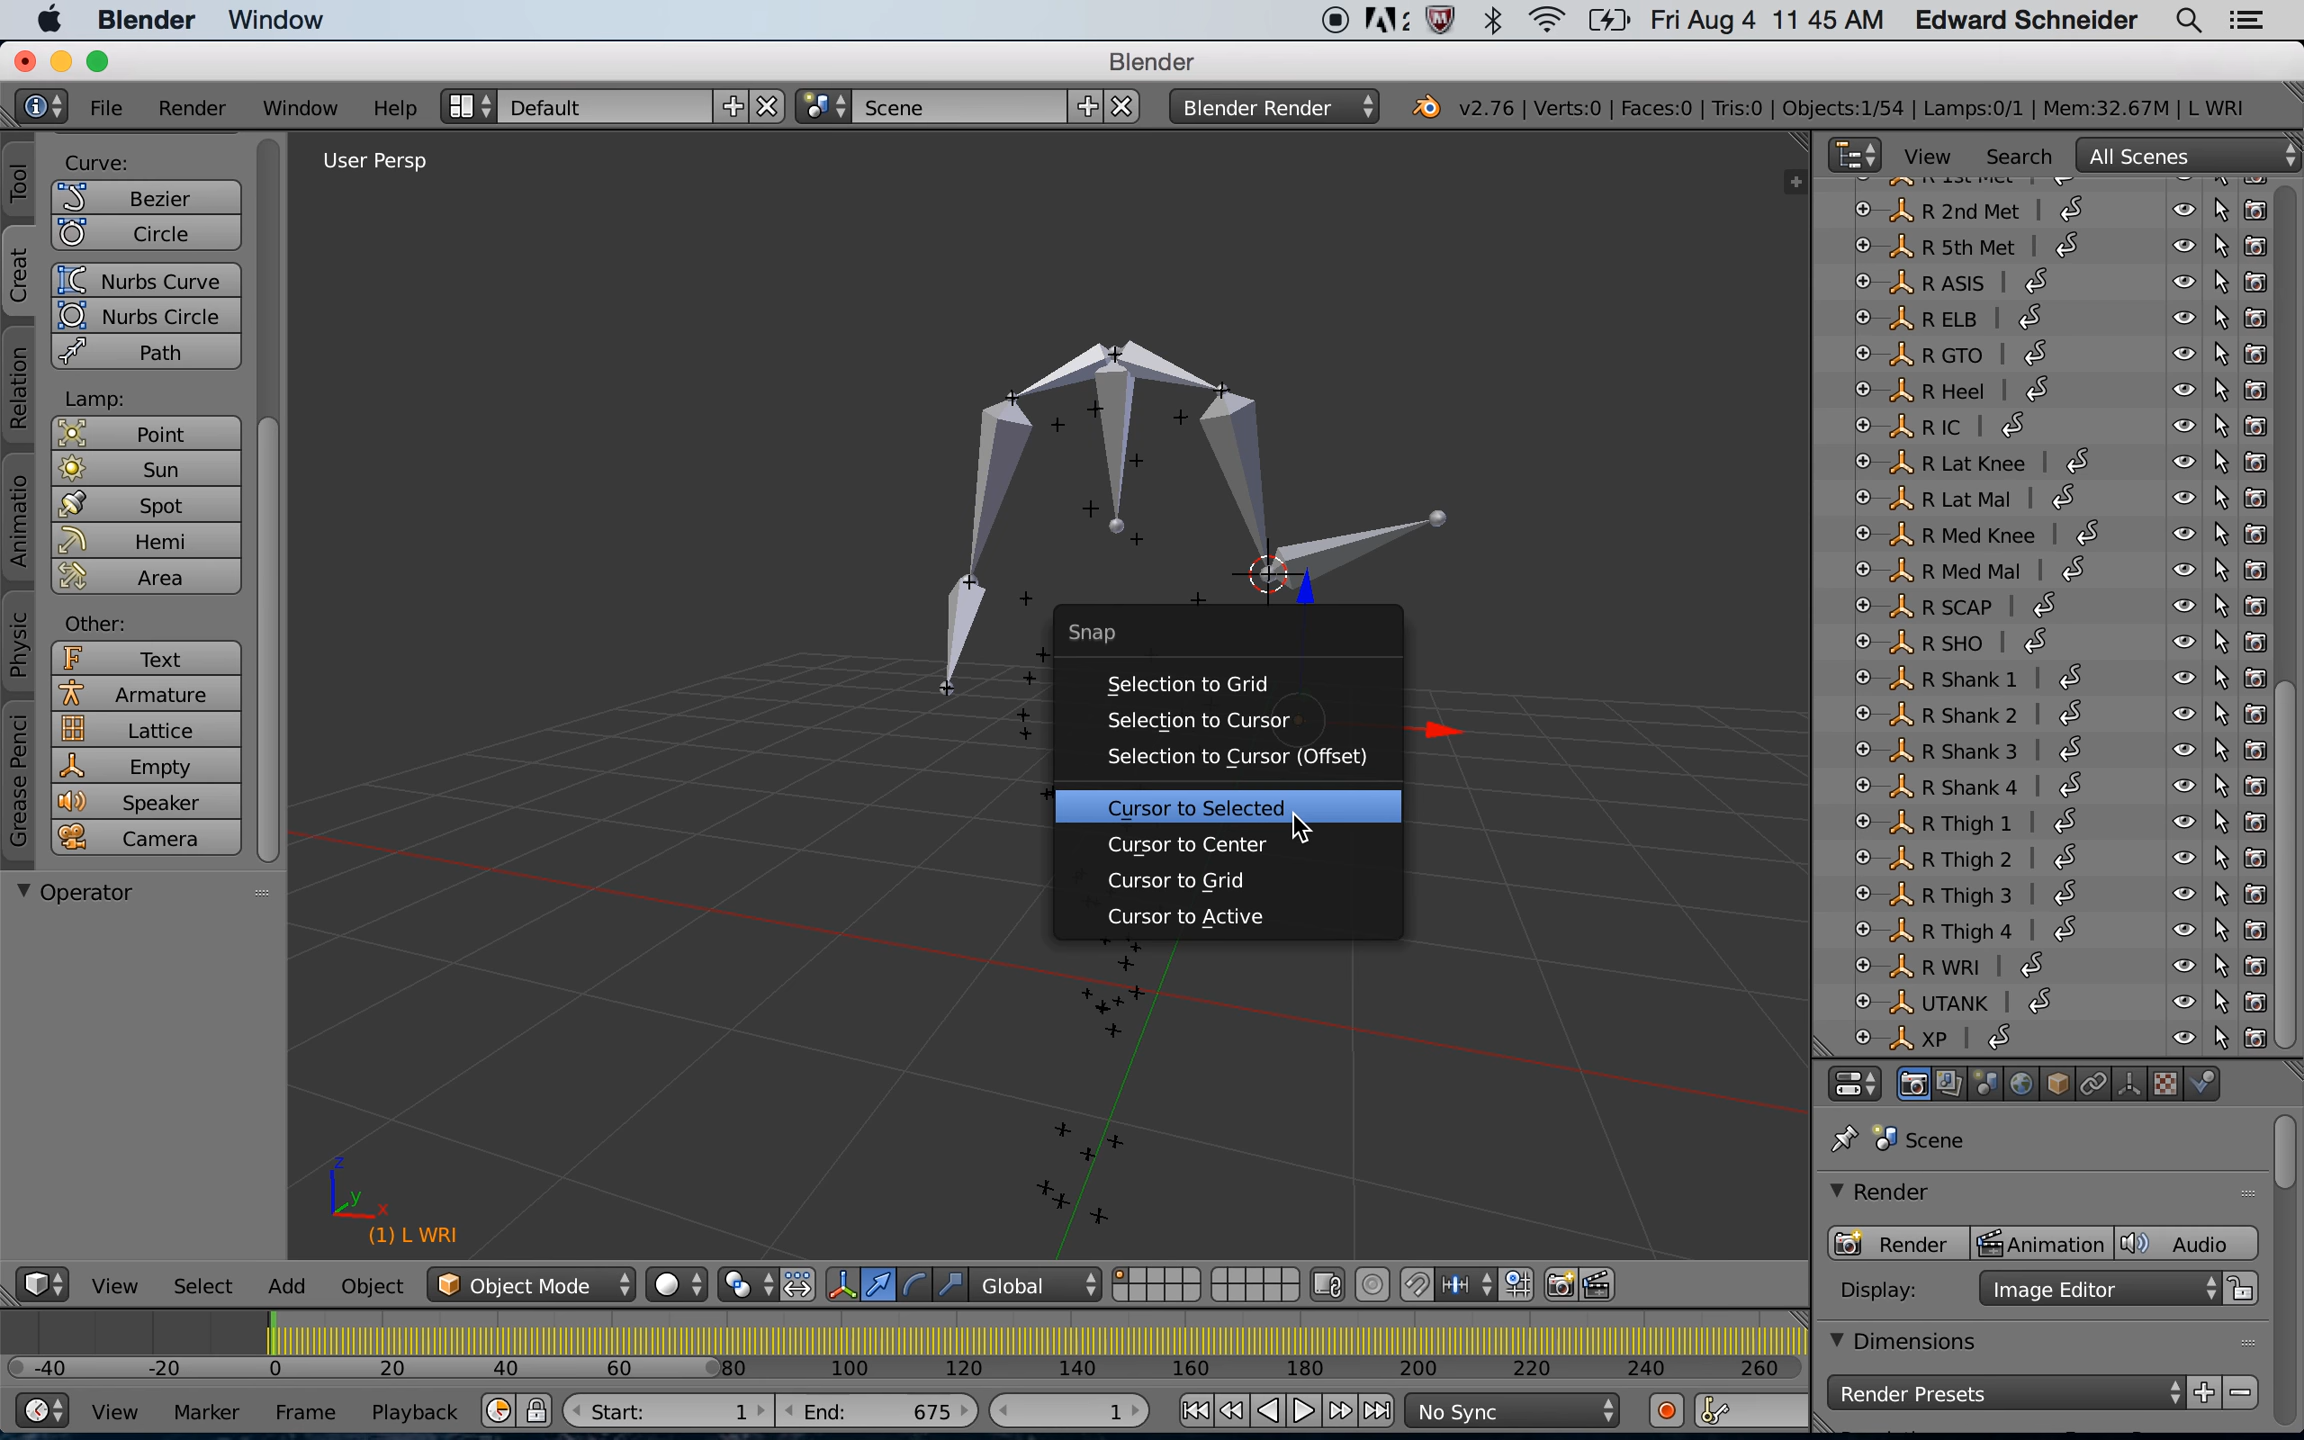 Blender Window
Fri Aug 4 11 45 AM Edward Schneider
Blender
File Render Window Help Default Scene Blender Render v2.76 | Verts:0 | Faces:0 | Tris:0 | Objects:1/54 | Lamps:0/1 | Mem:32.67M | L WRI
Tool
Creat
Relation
Animatio
Physic
Grease Penci
Curve:
Bezier
Circle
Nurbs Curve
Nurbs Circle
Path
Lamp:
Point
Sun
Spot
Hemi
Area
Other:
Text
Armature
Lattice
Empty
Speaker
Camera
Operator
User Persp
Snap
Selection to Grid
Selection to Cursor
Selection to Cursor (Offset)
Cursor to Selected
Cursor to Center
Cursor to Grid
Cursor to Active
z
y
x
(1) L WRI
View Select Add Object Object Mode Global
-40 -20 0 20 40 60 80 100 120 140 160 180 200 220 240 260
View Marker Frame Playback Start: 1 End: 675 1 No Sync
View Search All Scenes
R 1st Met
R 2nd Met
R 5th Met
R ASIS
R ELB
R GTO
R Heel
R IC
R Lat Knee
R Lat Mal
R Med Knee
R Med Mal
R SCAP
R SHO
R Shank 1
R Shank 2
R Shank 3
R Shank 4
R Thigh 1
R Thigh 2
R Thigh 3
R Thigh 4
R WRI
UTANK
XP
Scene
Render
Render Animation Audio
Display: Image Editor
Dimensions
Render Presets